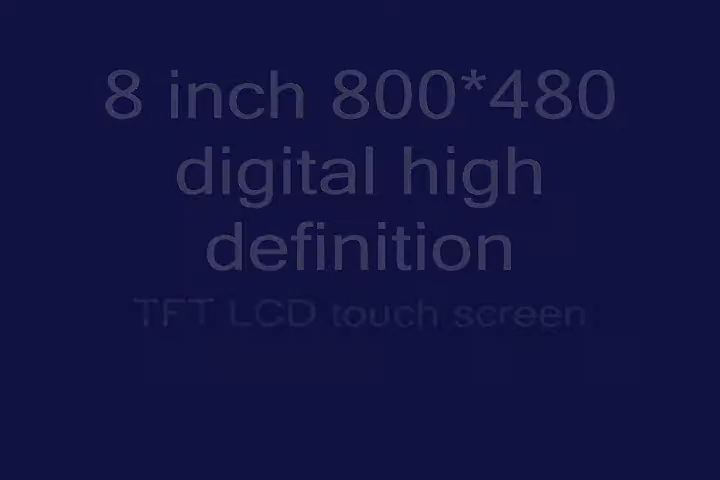 8 inch 800*480
digital high
definition
TFT LCD touch screen